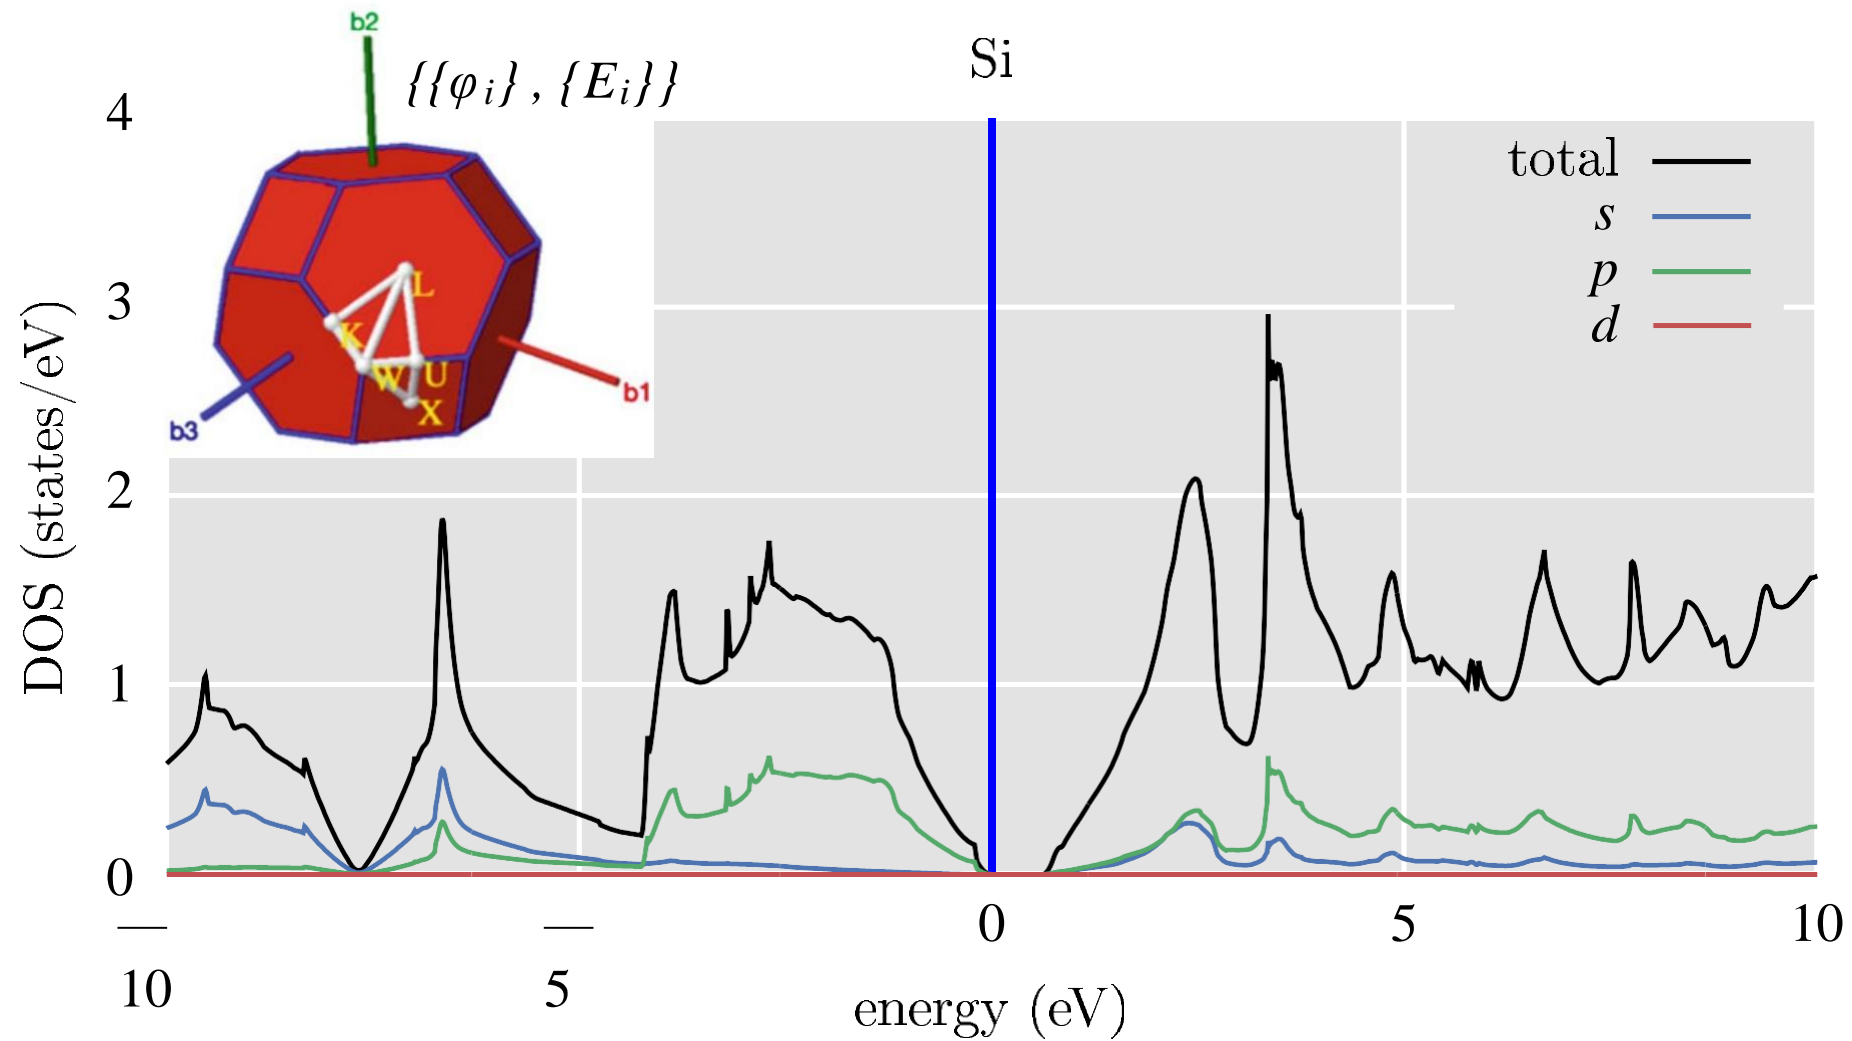 b2
{{φi} , {Ei}}
Si
4
3
2
1
0
DOS (states/eV)
L
K
W
U
X
b1
b3
total
s
p
d
—
10
—
5
0
5
10
energy (eV)